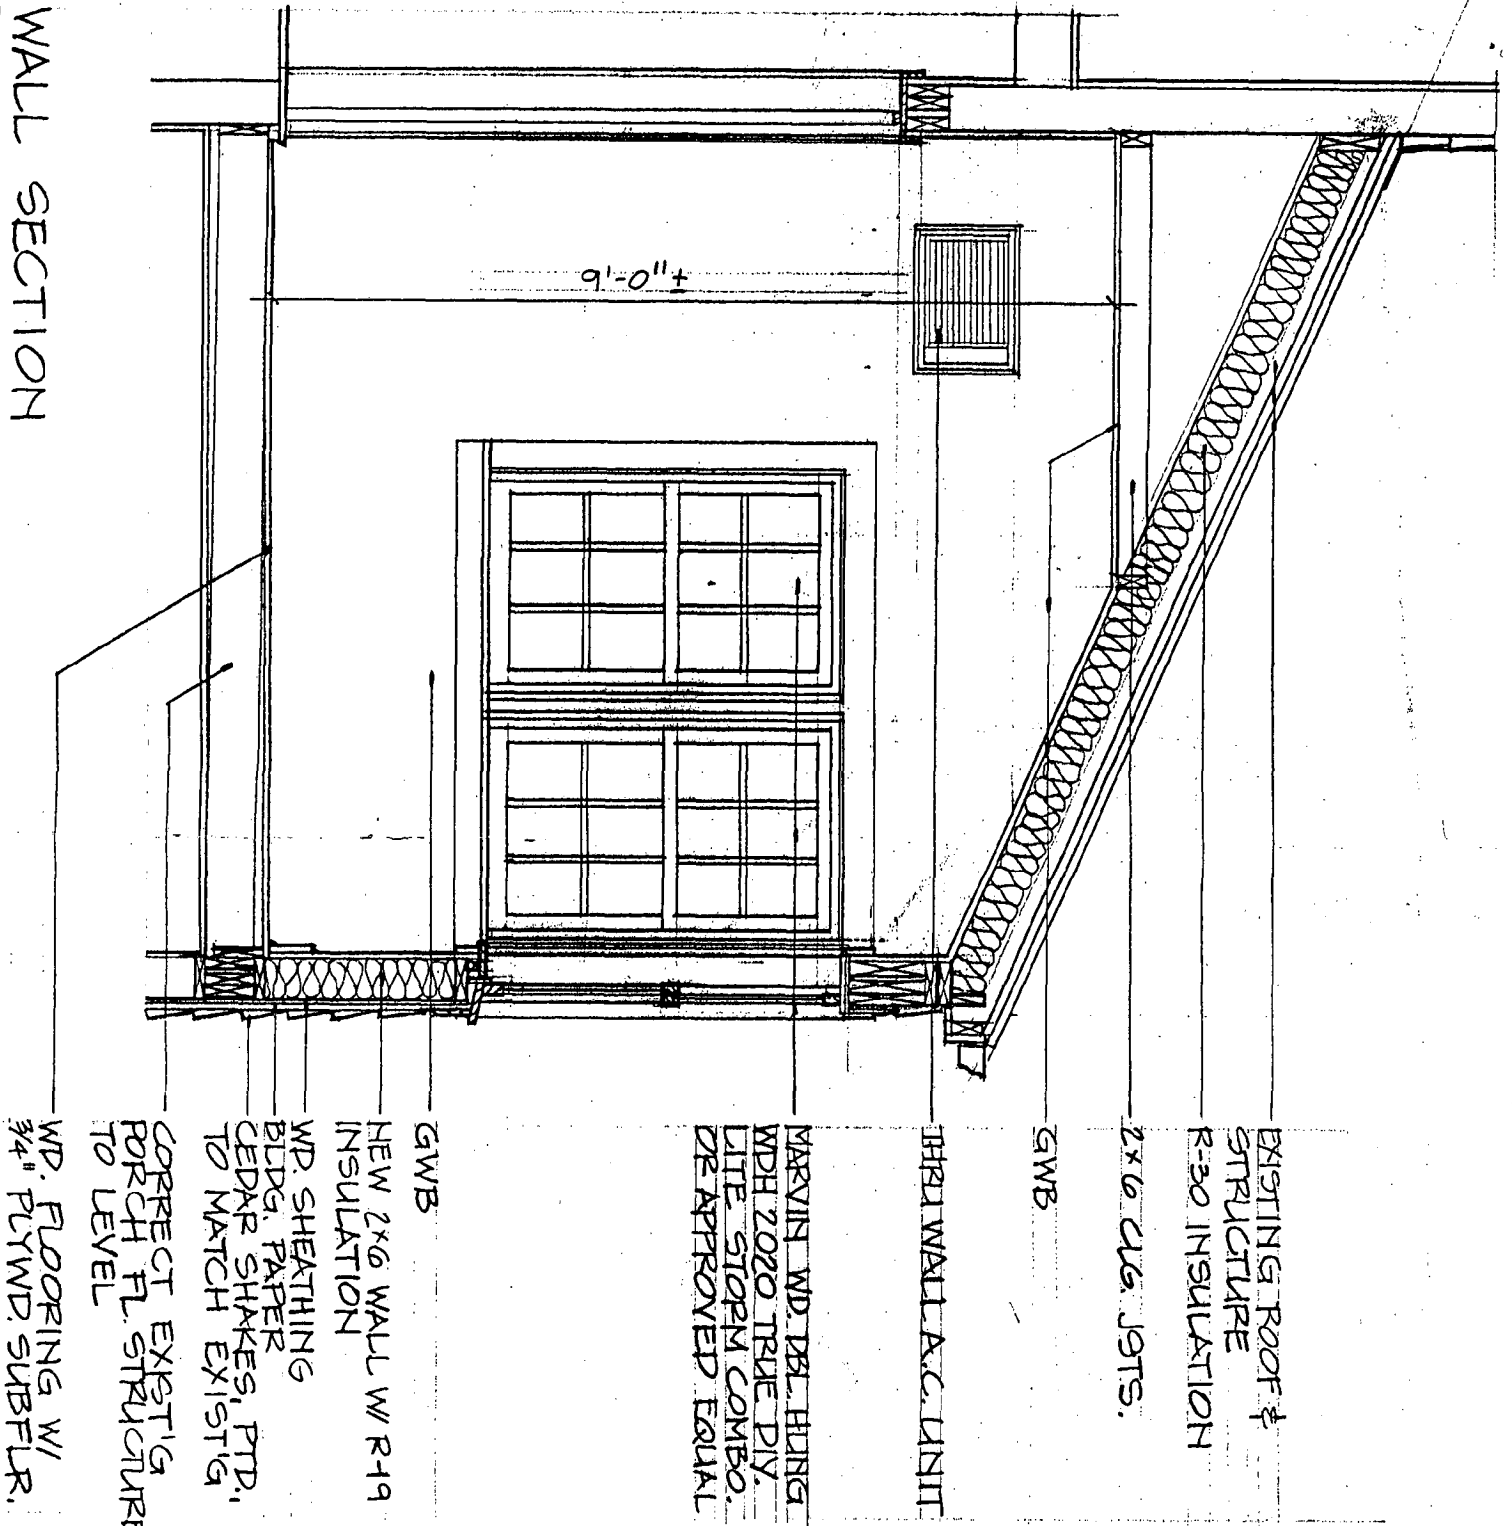 EXISTING ROOF &
STRUCTURE
R-30 INSULATION
2x6 CLG. JSTS.
GWB
THRU WALL A.C. UNIT
MARVIN WD. DBL. HUNG
WDH 2020 TRUE DIV.
LITE STORM COMBO.
OR APPROVED EQUAL
GWB
NEW 2x6 WALL W/ R-19
INSULATION
WD. SHEATHING
BLDG. PAPER
CEDAR SHAKES, PTD.,
TO MATCH EXIST'G
CORRECT EXIST'G
PORCH FL. STRUCTURE
TO LEVEL
WD. FLOORING W/
3/4" PLYWD. SUBFLR.
9'-0"±
WALL SECTION